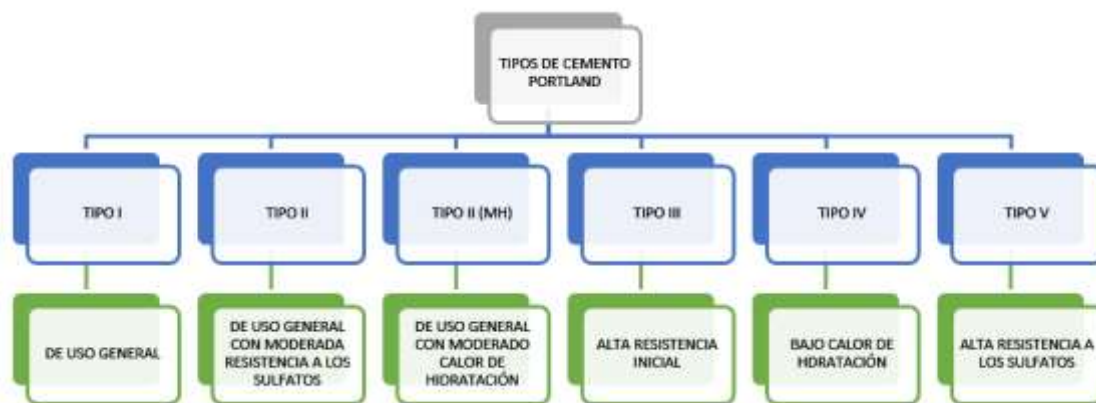 TIPOS DE CEMENTO
PORTLAND
TIPO I
TIPO II
TIPO II (MH)
TIPO III
TIPO IV
TIPO V
DE USO GENERAL
DE USO GENERAL
CON MODERADA
RESISTENCIA A LOS
SULFATOS
DE USO GENERAL
CON MODERADO
CALOR DE
HIDRATACIÓN
ALTA RESISTENCIA
INICIAL
BAJO CALOR DE
HDRATACIÓN
ALTA RESISTENCIA A
LOS SULFATOS